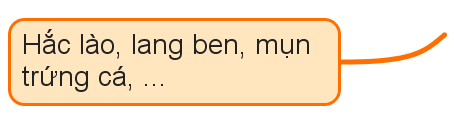 Hắc lào, lang ben, mụn
trứng cá, ...